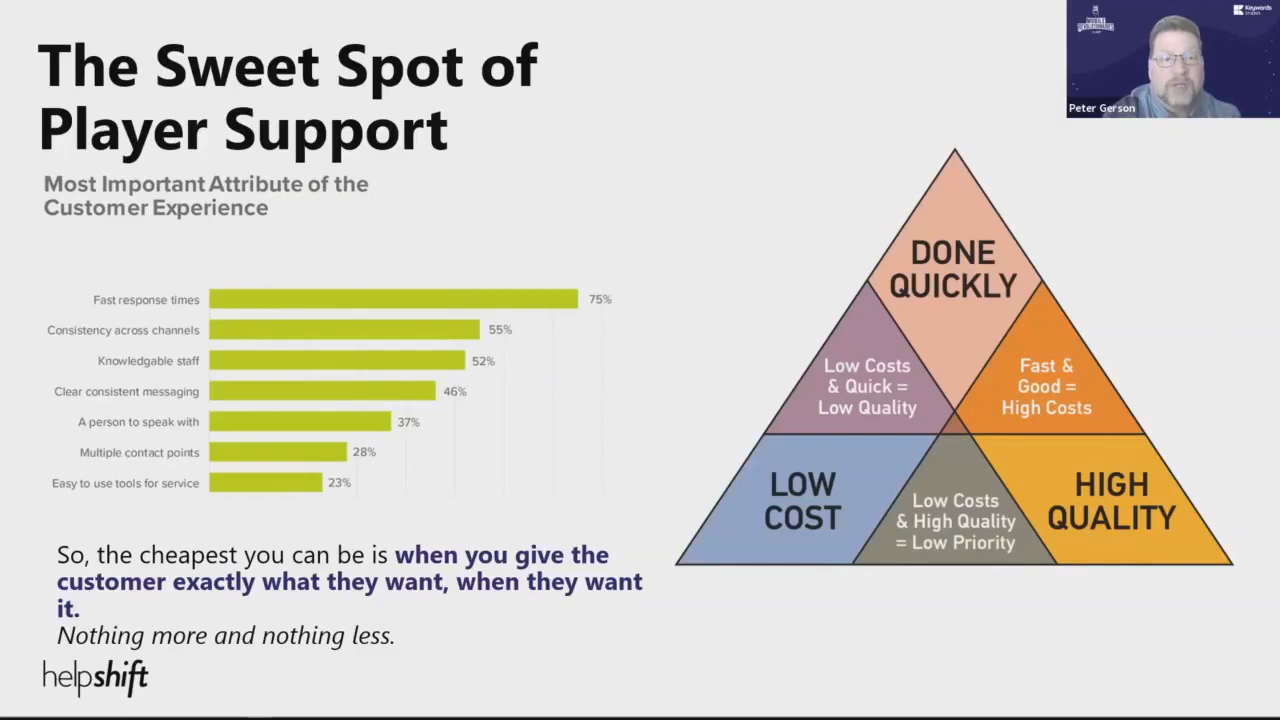 The Sweet Spot of
Player Support
Most Important Attribute of the
Customer Experience
Fast response times 75%
Consistency across channels 55%
Knowledgable staff 52%
Clear consistent messaging 46%
A person to speak with 37%
Multiple contact points 28%
Easy to use tools for service 23%
So, the cheapest you can be is when you give the
customer exactly what they want, when they want
it.
Nothing more and nothing less.
helpshift
DONE
QUICKLY
Low Costs
& Quick =
Low Quality
Fast &
Good =
High Costs
LOW
COST
Low Costs
& High Quality
= Low Priority
HIGH
QUALITY
Keywords
STUDIOS
Peter Gerson